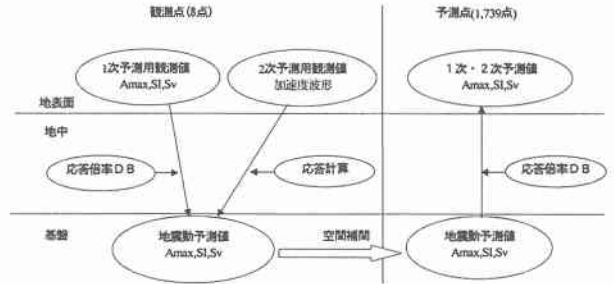 観測点(8点)
予測点(1,739点)
1次予測用観測値
Amax,SI,Sv
2次予測用観測値
加速度波形
1次・2次予測値
Amax,SI,Sv
地表面
地中
応答倍率DB
応答計算
応答倍率DB
基盤
地震動予測値
Amax,SI,Sv
空間補間
地震動予測値
Amax,SI,Sv